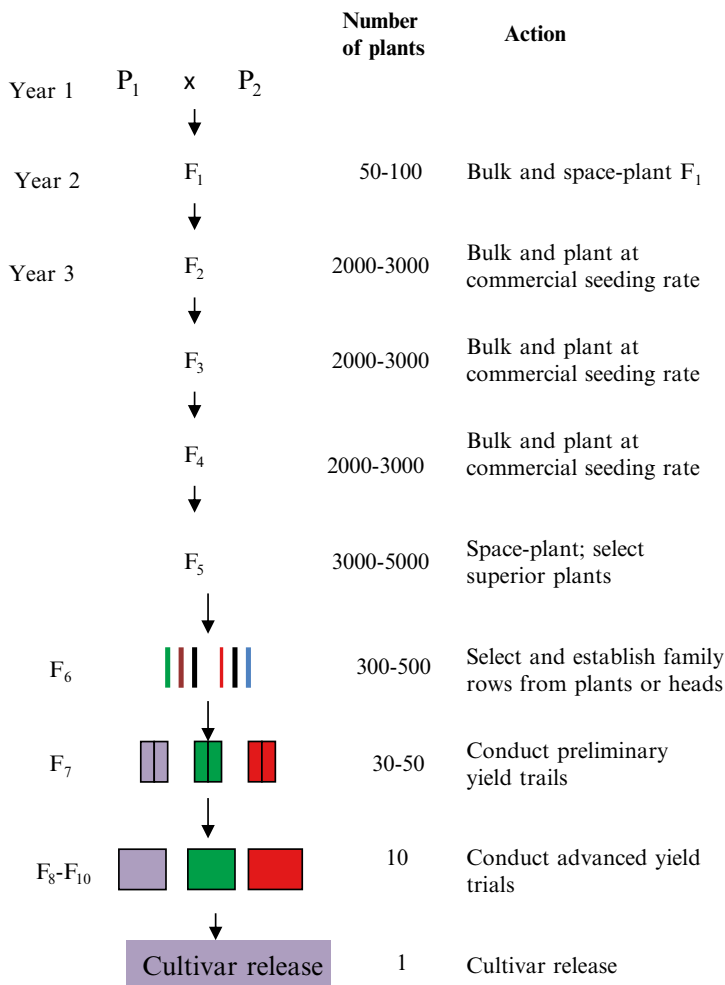 Number
of plants
Action
Year 1 P₁ x P₂
Year 2 F₁ 50-100 Bulk and space-plant F₁
Year 3 F₂ 2000-3000 Bulk and plant at
commercial seeding rate
F₃ 2000-3000 Bulk and plant at
commercial seeding rate
F₄ 2000-3000 Bulk and plant at
commercial seeding rate
F₅ 3000-5000 Space-plant; select
superior plants
F₆ 300-500 Select and establish family
rows from plants or heads
F₇ 30-50 Conduct preliminary
yield trails
F₈-F₁₀ 10 Conduct advanced yield
trials
Cultivar release 1 Cultivar release